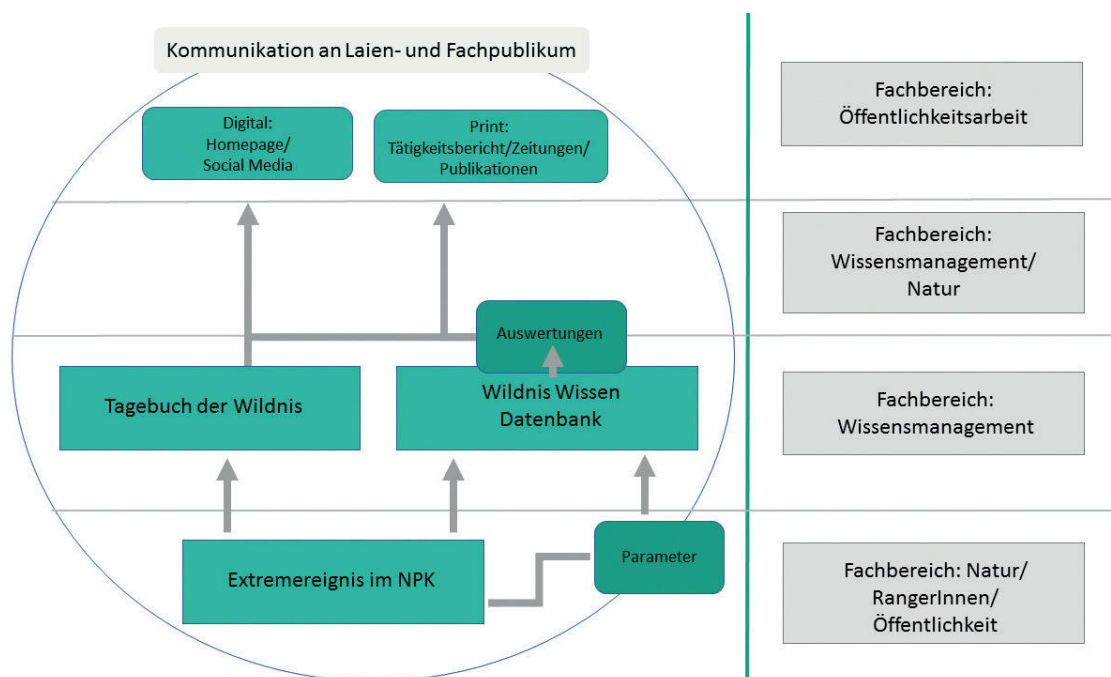 Kommunikation an Laien- und Fachpublikum
Digital:
Homepage/
Social Media
Print:
Tätigkeitsbericht/Zeitungen/
Publikationen
Fachbereich:
Öffentlichkeitsarbeit
Fachbereich:
Wissensmanagement/
Natur
Auswertungen
Tagebuch der Wildnis
Wildnis Wissen
Datenbank
Fachbereich:
Wissensmanagement
Extremereignis im NPK
Parameter
Fachbereich: Natur/
RangerInnen/
Öffentlichkeit